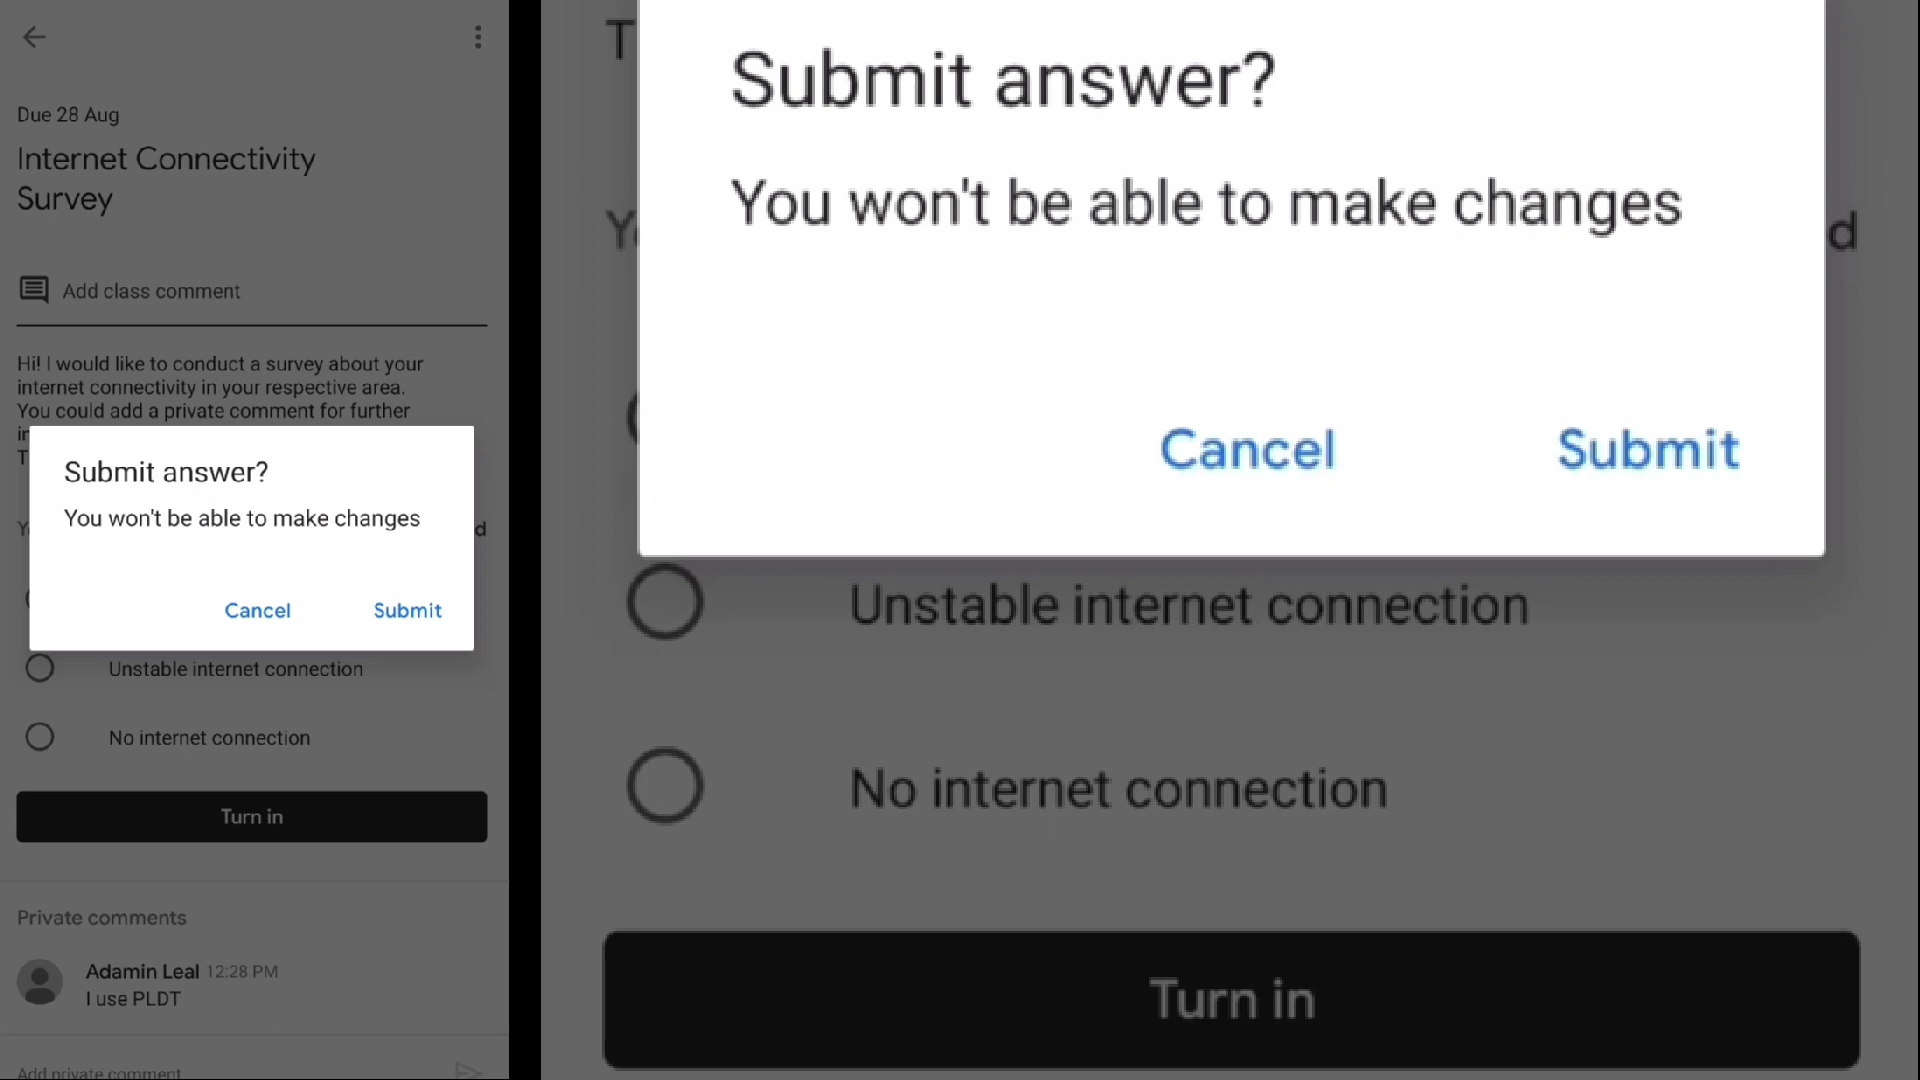 Due 28 Aug
Internet Connectivity
Survey
Add class comment
Hi! I would like to conduct a survey about your
internet connectivity in your respective area.
You could add a private comment for further
Submit answer?
You won't be able to make changes
Cancel
Submit
Unstable internet connection
No internet connection
Turn in
Private comments
Adamin Leal 12:28 PM
I use PLDT
Add private comment
Submit answer?
You won't be able to make changes
Cancel
Submit
Unstable internet connection
No internet connection
Turn in